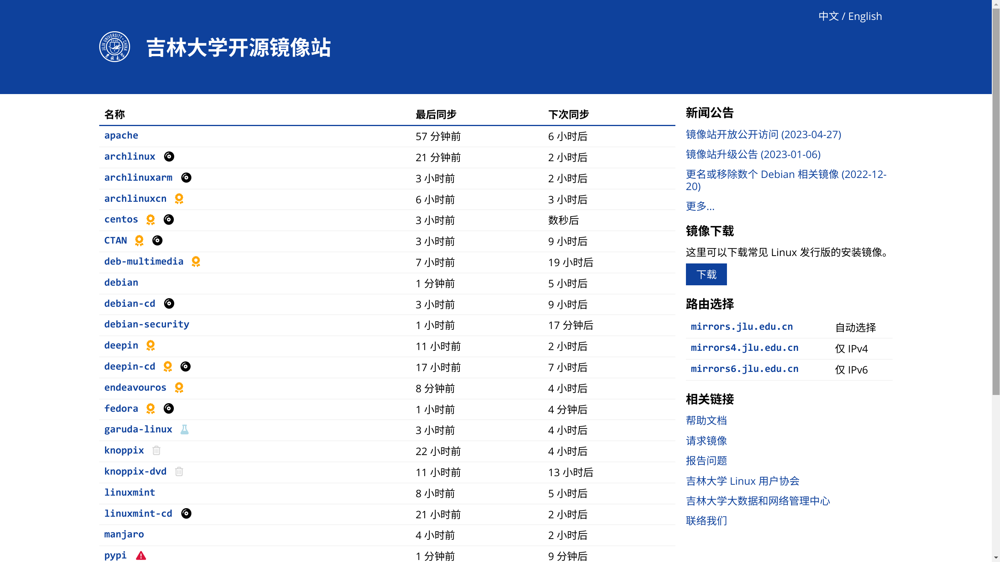 中文 / English
JILIN UNIVERSITY · CHINA
1946
吉林大学开源镜像站
名称 最后同步 下次同步
apache 57 分钟前 6 小时后
archlinux 21 分钟前 2 小时后
archlinuxarm 3 小时前 2 小时后
archlinuxcn 6 小时前 3 小时后
centos 3 小时前 数秒后
CTAN 3 小时前 9 小时后
deb-multimedia 7 小时前 19 小时后
debian 1 分钟前 5 小时后
debian-cd 3 小时前 9 小时后
debian-security 1 小时前 17 分钟后
deepin 11 小时前 2 小时后
deepin-cd 17 小时前 7 小时后
endeavouros 8 分钟前 4 小时后
fedora 1 小时前 4 分钟后
garuda-linux 3 小时前 4 小时后
knoppix 22 小时前 4 小时后
knoppix-dvd 11 小时前 13 小时后
linuxmint 8 小时前 5 小时后
linuxmint-cd 21 小时前 2 小时后
manjaro 4 小时前 2 小时后
pypi 1 分钟前 9 分钟后
新闻公告
镜像站开放公开访问 (2023-04-27)
镜像站升级公告 (2023-01-06)
更名或移除数个 Debian 相关镜像 (2022-12-
20)
更多...
镜像下载
这里可以下载常见 Linux 发行版的安装镜像。
下载
路由选择
mirrors.jlu.edu.cn 自动选择
mirrors4.jlu.edu.cn 仅 IPv4
mirrors6.jlu.edu.cn 仅 IPv6
相关链接
帮助文档
请求镜像
报告问题
吉林大学 Linux 用户协会
吉林大学大数据和网络管理中心
联络我们